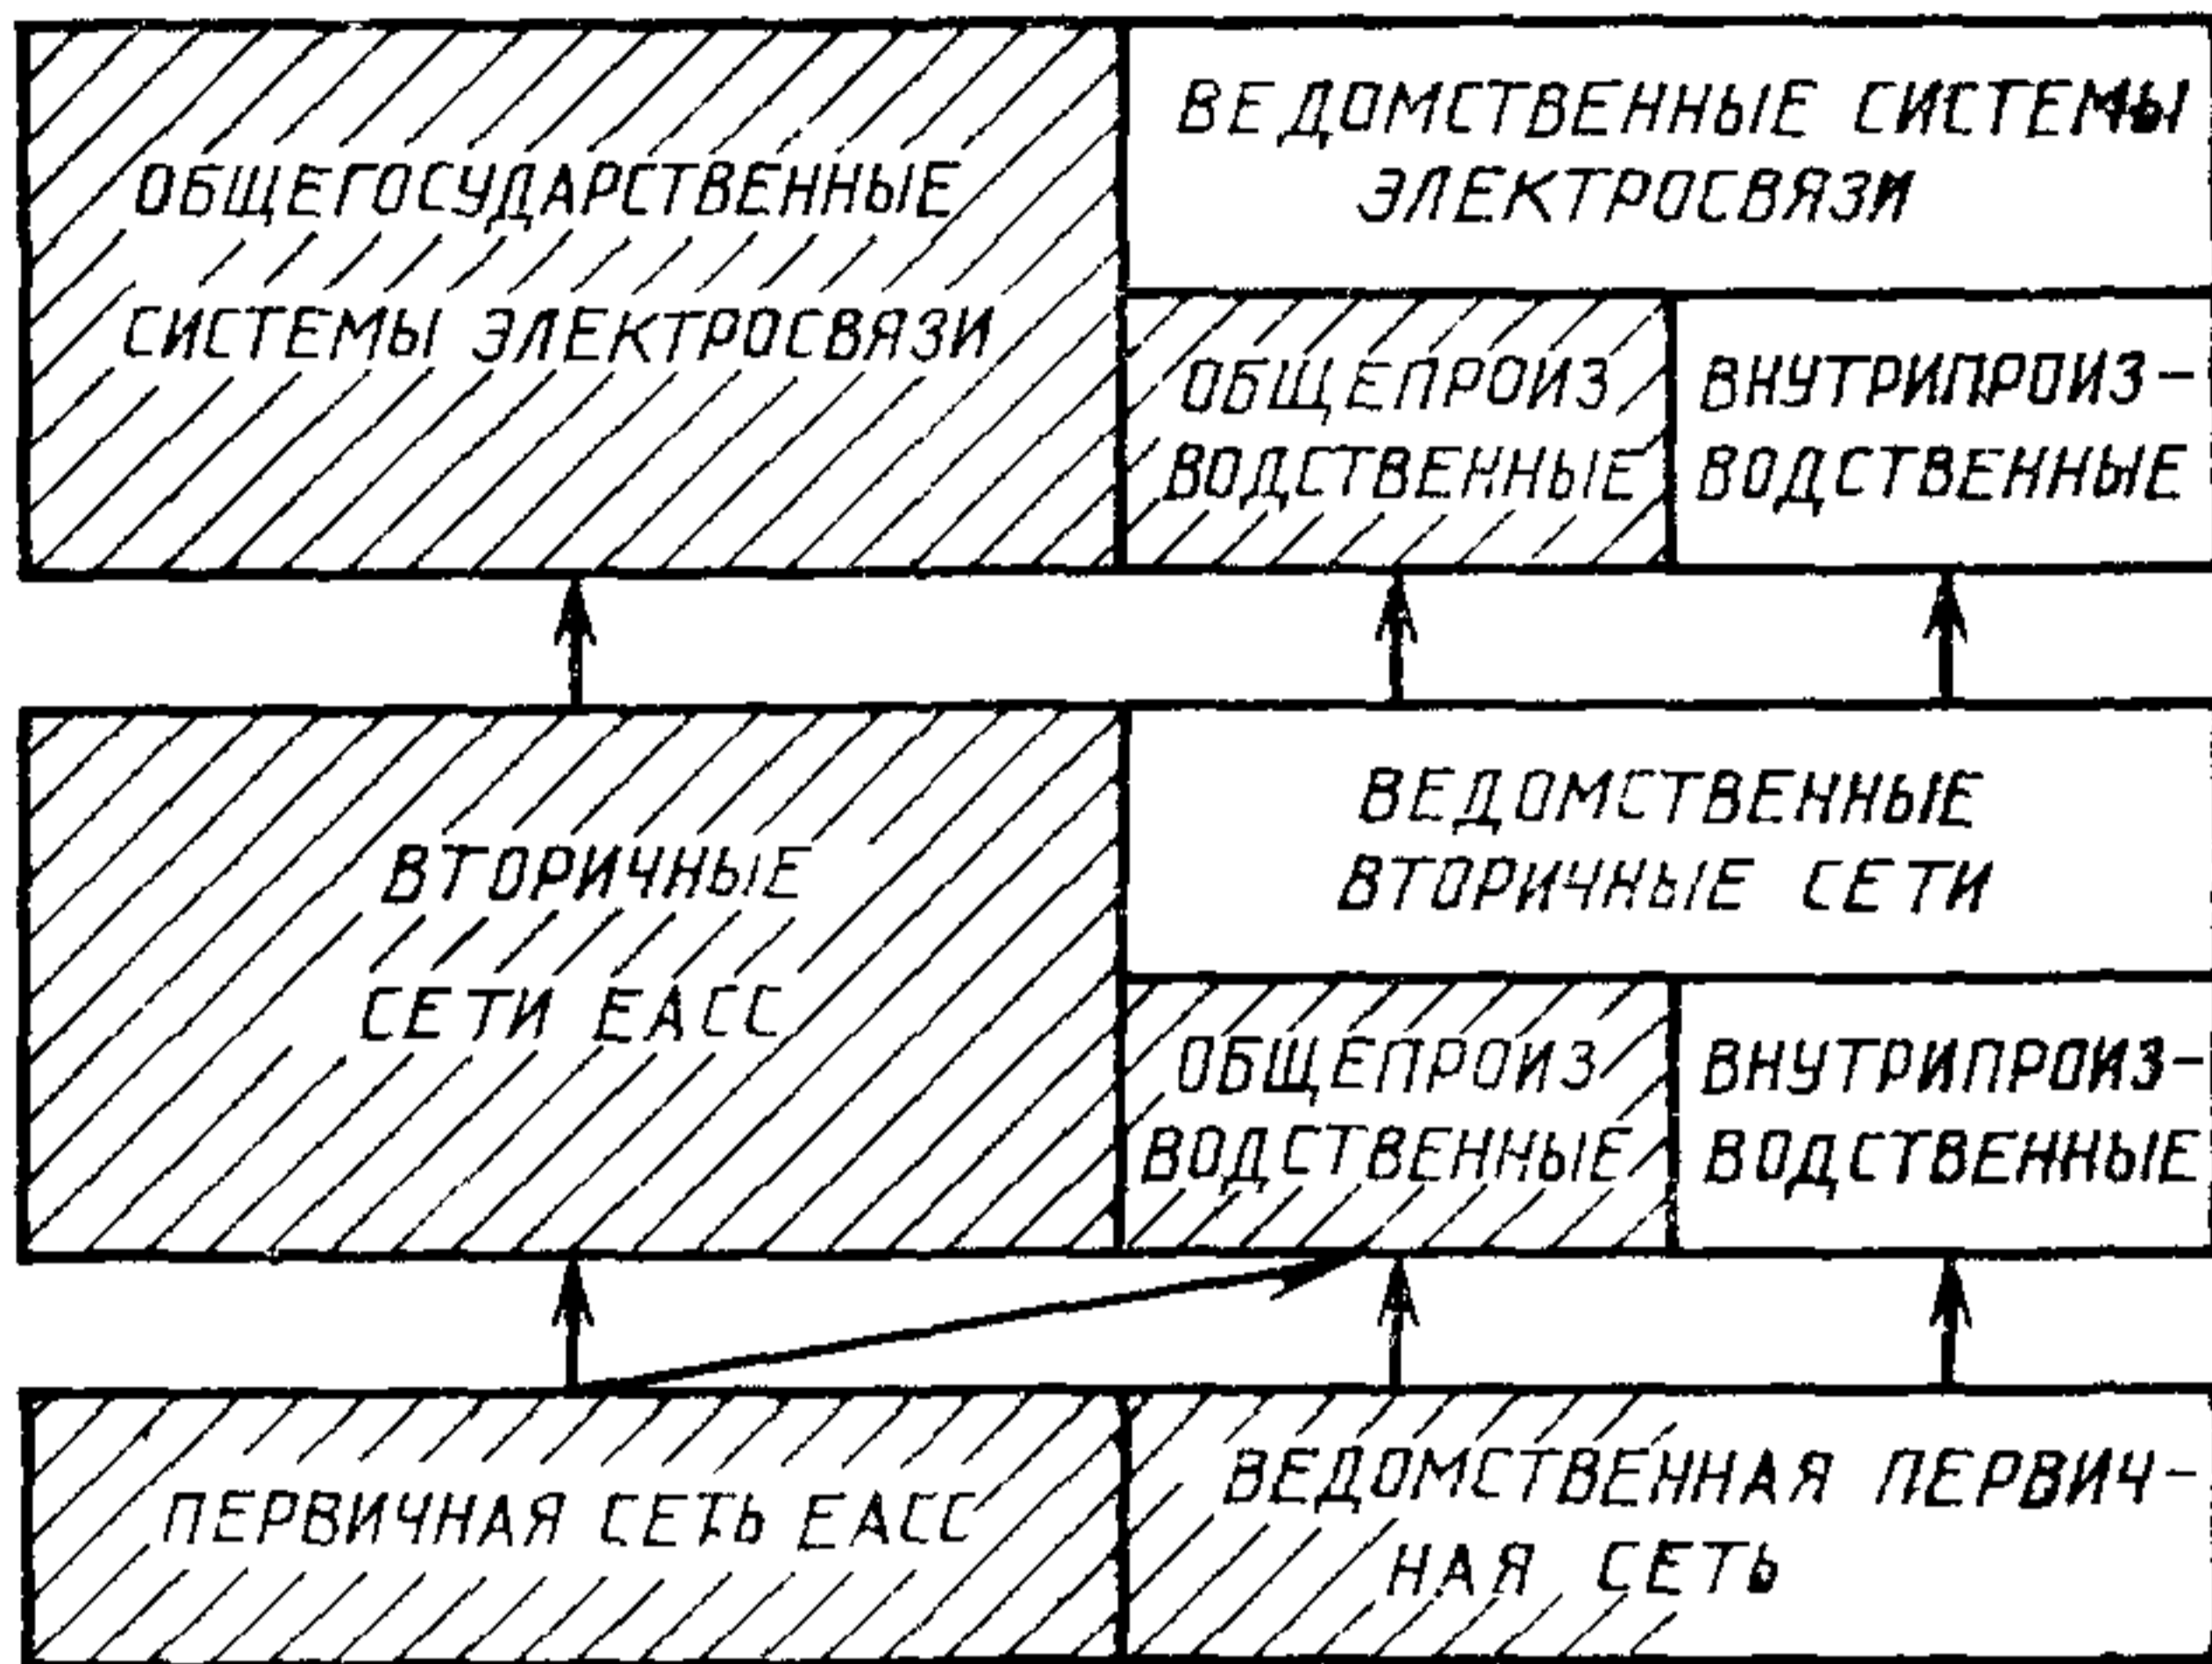 ОБЩЕГОСУДАРСТВЕННЫЕ
СИСТЕМЫ ЭЛЕКТРОСВЯЗИ
ВЕДОМСТВЕННЫЕ СИСТЕМЫ
ЭЛЕКТРОСВЯЗИ
ОБЩЕПРОИЗ
ВОДСТВЕННЫЕ
ВНУТРИПРОИЗ-
ВОДСТВЕННЫЕ
ВТОРИЧНЫЕ
СЕТИ ЕАСС
ВЕДОМСТВЕННЫЕ
ВТОРИЧНЫЕ СЕТИ
ОБЩЕПРОИЗ
ВОДСТВЕННЫЕ
ВНУТРИПРОИЗ-
ВОДСТВЕННЫЕ
ПЕРВИЧНАЯ СЕТЬ ЕАСС
ВЕДОМСТВЕННАЯ ПЕРВИЧ-
НАЯ СЕТЬ